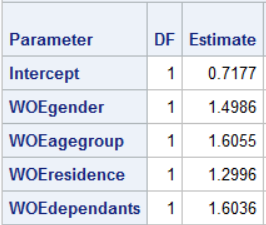 Parameter DF Estimate
Intercept 1 0.7177
WOEgender 1 1.4986
WOEagegroup 1 1.6055
WOEresidence 1 1.2996
WOEdependants 1 1.6036